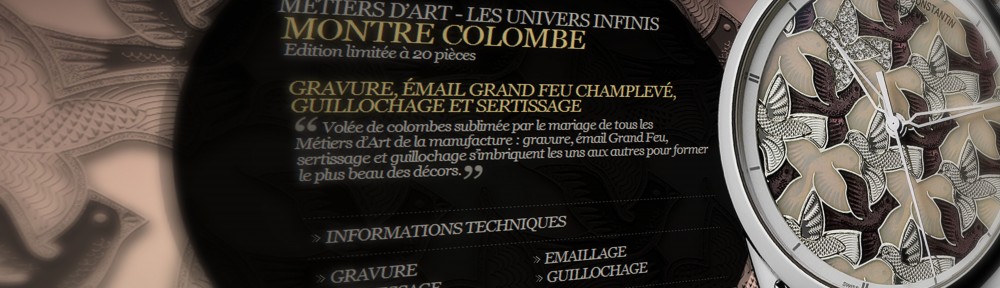 MÉTIERS D'ART - LES UNIVERS INFINIS
MONTRE COLOMBE
Edition limitée à 20 pièces
GRAVURE, ÉMAIL GRAND FEU CHAMPLEVÉ,
GUILLOCHAGE ET SERTISSAGE
“ Volée de colombes sublimée par le mariage de tous les
Métiers d'Art de la manufacture : gravure, émail Grand Feu,
sertissage et guillochage s'imbriquent les uns aux autres pour former
le plus beau des décors. ”
» INFORMATIONS TECHNIQUES
» GRAVURE
» EMAILLAGE
» GUILLOCHAGE
CONSTANTIN